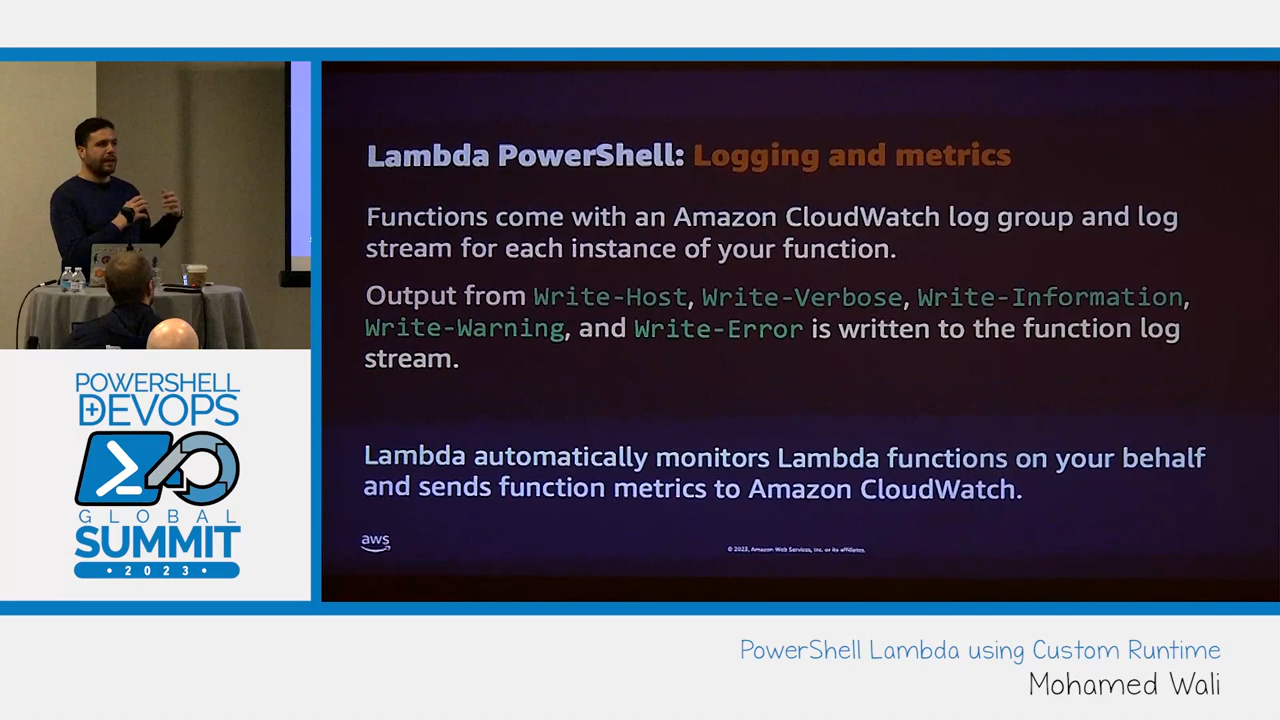 Lambda PowerShell: Logging and metrics
Functions come with an Amazon CloudWatch log group and log
stream for each instance of your function.
Output from Write-Host, Write-Verbose, Write-Information,
Write-Warning, and Write-Error is written to the function log
stream.
Lambda automatically monitors Lambda functions on your behalf
and sends function metrics to Amazon CloudWatch.
aws
© 2023, Amazon Web Services, Inc. or its affiliates.
POWERSHELL
+DEVOPS
GLOBAL
SUMMIT
• 2023 •
PowerShell Lambda using Custom Runtime
Mohamed Wali